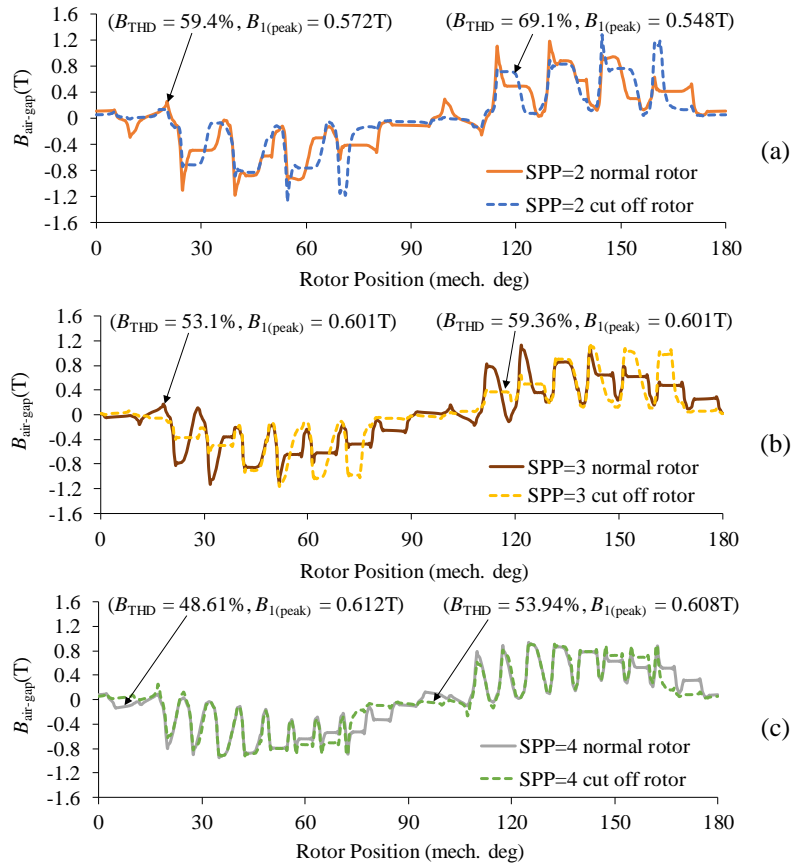 (BTHD = 59.4%, B1(peak) = 0.572T)
(BTHD = 69.1%, B1(peak) = 0.548T)
1.6
1.2
0.8
0.4
0
-0.4
-0.8
-1.2
-1.6
Bair-gap(T)
SPP=2 normal rotor
SPP=2 cut off rotor
(a)
0 30 60 90 120 150 180
Rotor Position (mech. deg)
(BTHD = 53.1%, B1(peak) = 0.601T)
(BTHD = 59.36%, B1(peak) = 0.601T)
1.6
1.2
0.8
0.4
0
-0.4
-0.8
-1.2
-1.6
Bair-gap(T)
SPP=3 normal rotor
SPP=3 cut off rotor
(b)
0 30 60 90 120 150 180
Rotor Position (mech. deg)
(BTHD = 48.61%, B1(peak) = 0.612T)
(BTHD = 53.94%, B1(peak) = 0.608T)
1.6
1.2
0.8
0.4
0
-0.4
-0.8
-1.2
-1.6
Bair-gap(T)
SPP=4 normal rotor
SPP=4 cut off rotor
(c)
0 30 60 90 120 150 180
Rotor Position (mech. deg)